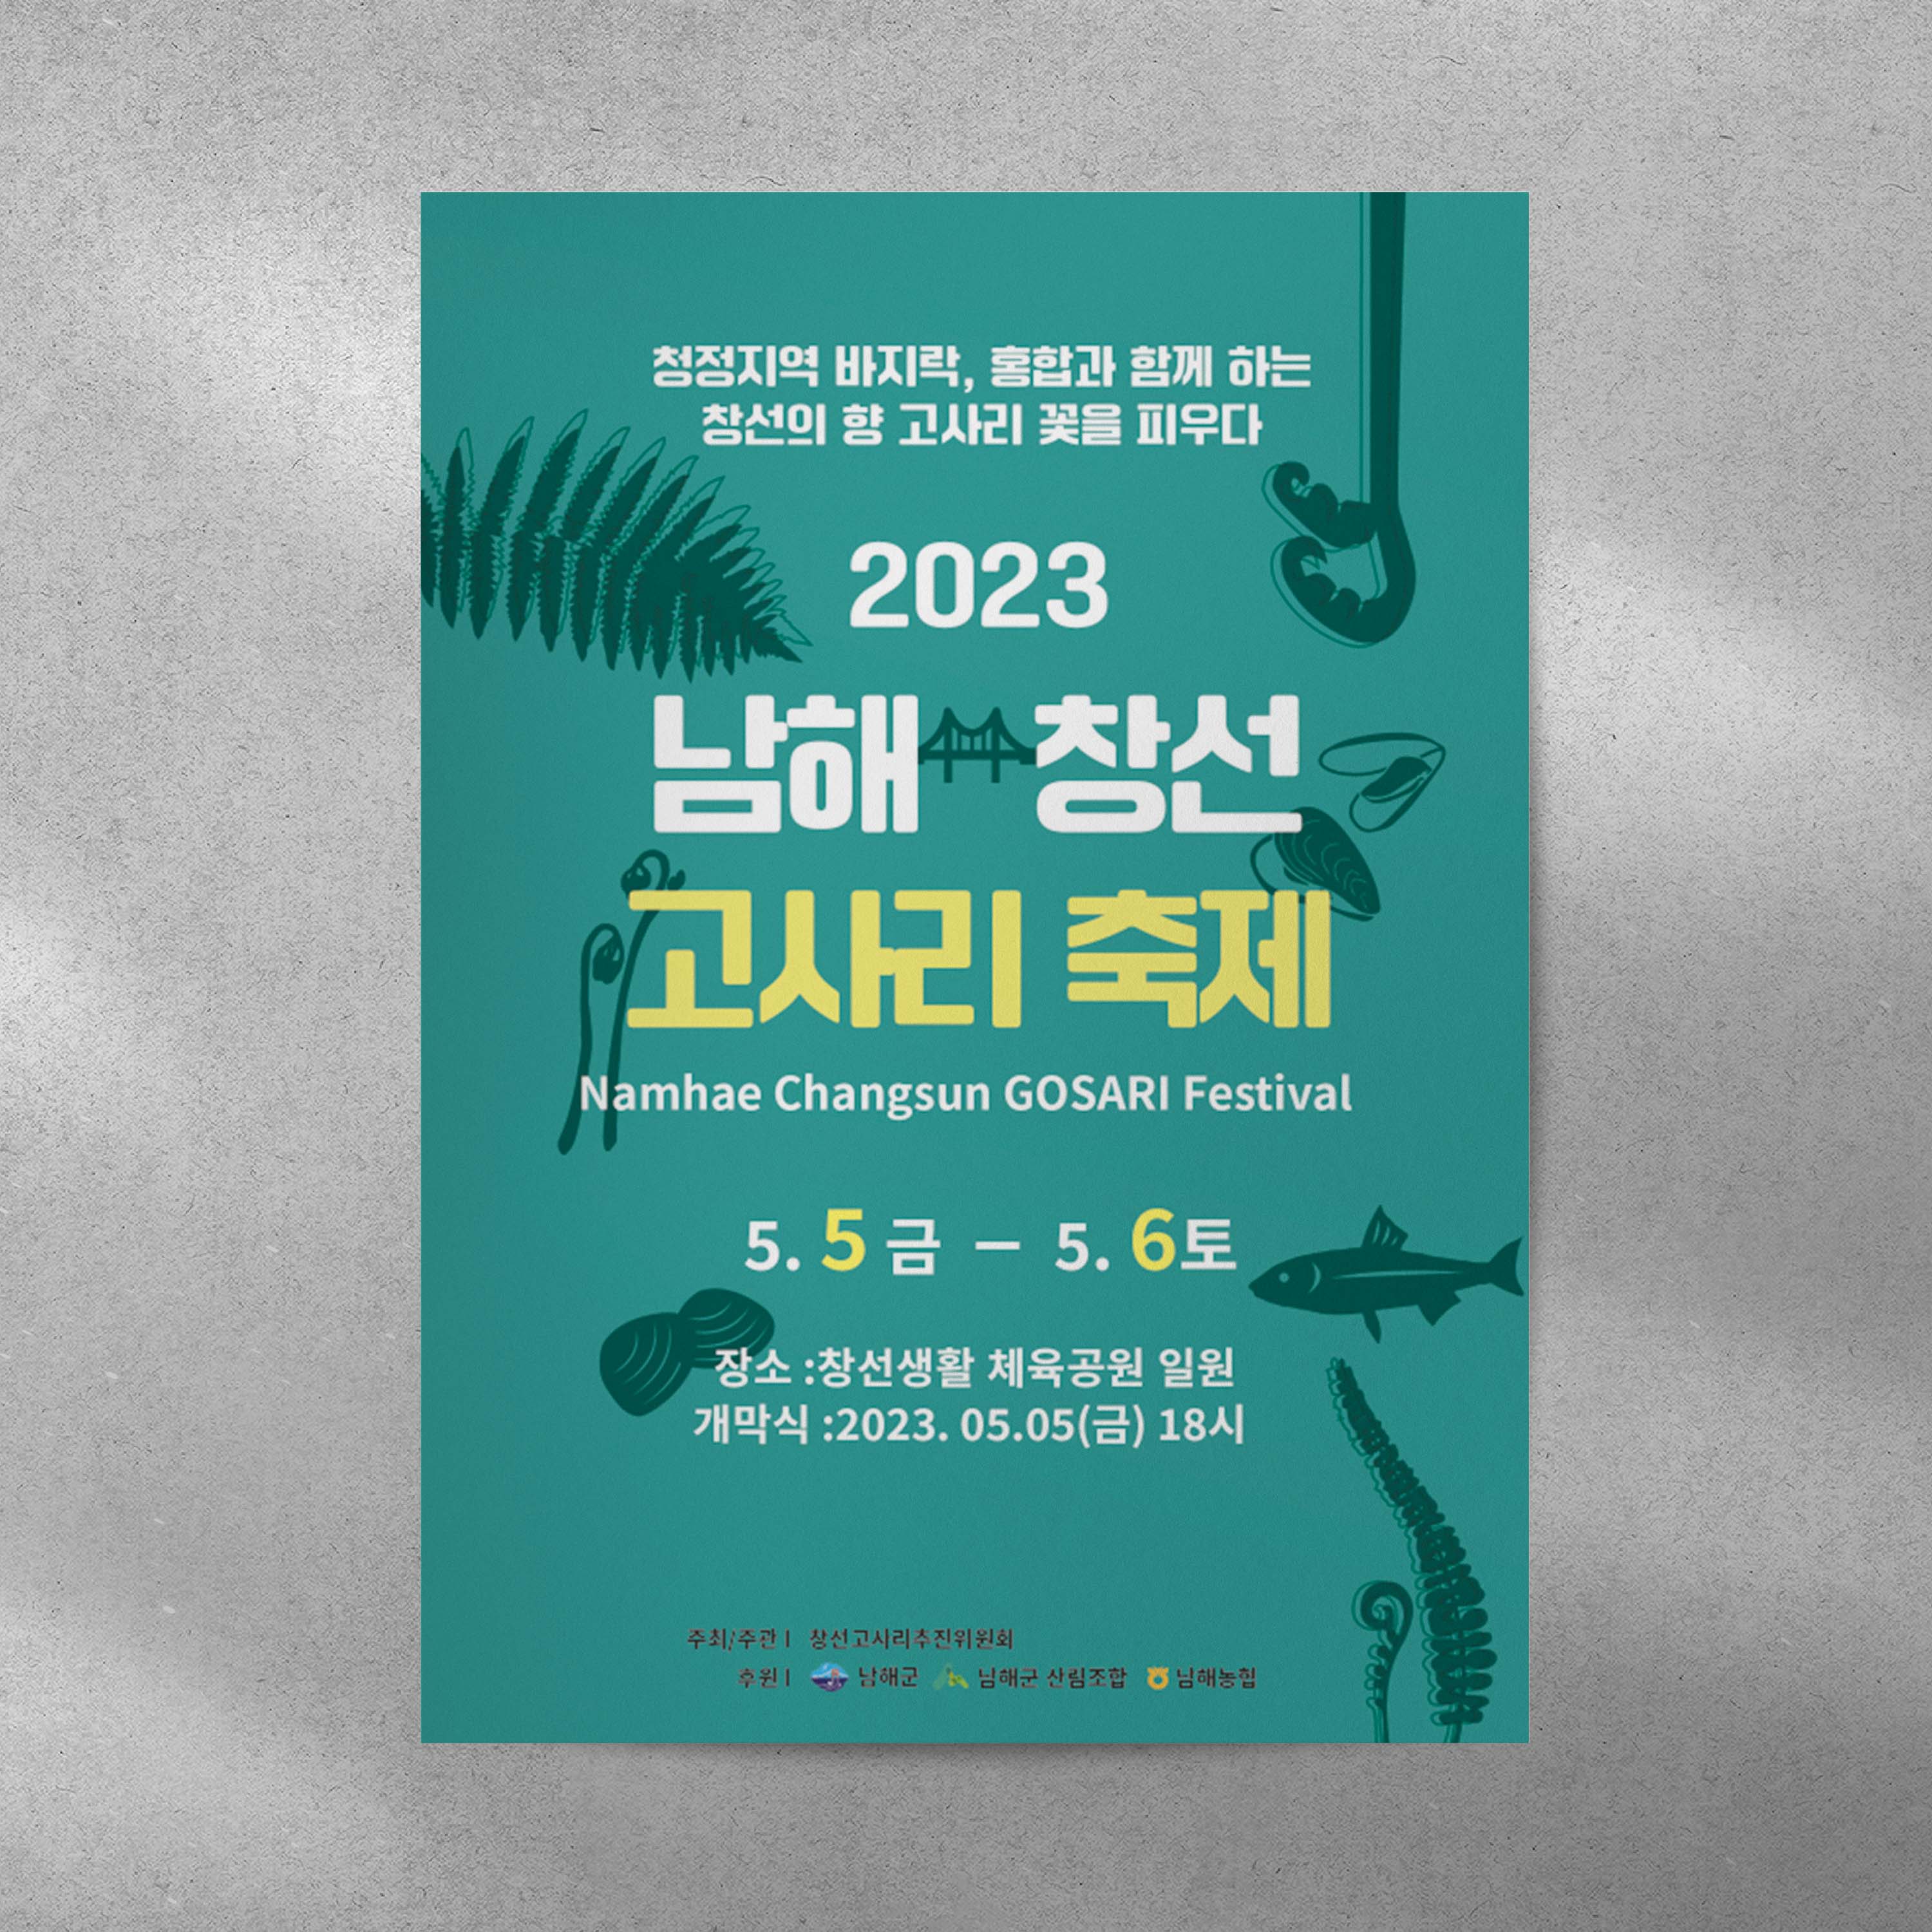 청정지역 바지락, 홍합과 함께 하는
창선의 향 고사리 꽃을 피우다
2023
남해 창선
고사리 축제
Namhae Changsun GOSARI Festival
5. 5 금 - 5. 6토
장소 :창선생활 체육공원 일원
개막식 :2023. 05.05(금) 18시
주최/주관 I 창선고사리추진위원회
후원 I 남해군 남해군 산림조합 남해농협